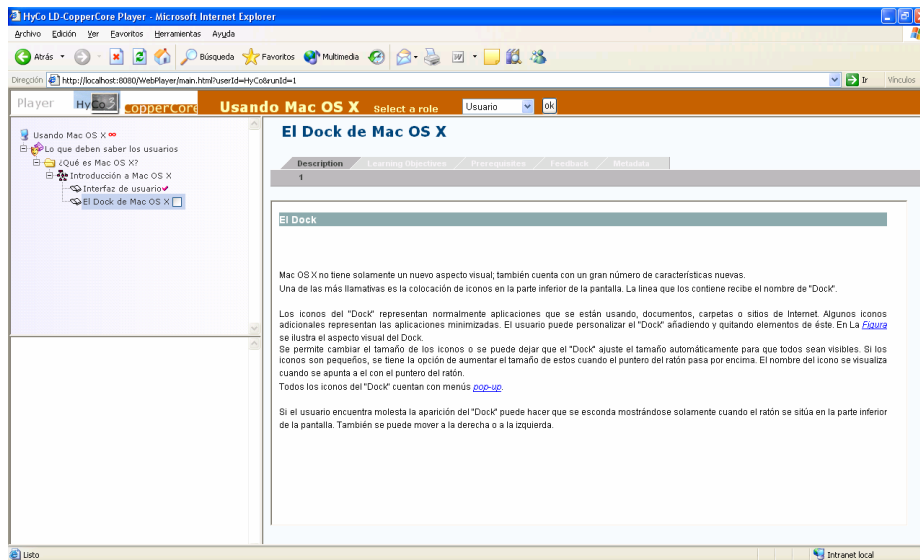 HyCo LD-CopperCore Player - Microsoft Internet Explorer
Archivo Edición Ver Favoritos Herramientas Ayuda
Atrás Búsqueda Favoritos Multimedia
Dirección http://localhost:8080/WebPlayer/main.html?userId=HyCo&runId=1 Ir Vínculos
Player HyCo3 CopperCore Usando Mac OS X Select a role Usuario ok
Usando Mac OS X
Lo que deben saber los usuarios
¿Qué es Mac OS X?
Introducción a Mac OS X
Interfaz de usuario
El Dock de Mac OS X
El Dock de Mac OS X
Description Learning Objectives Prerequisites Feedback Metadata
1
El Dock
Mac OS X no tiene solamente un nuevo aspecto visual; también cuenta con un gran número de características nuevas.
Una de las más llamativas es la colocación de iconos en la parte inferior de la pantalla. La linea que los contiene recibe el nombre de "Dock".
Los iconos del "Dock" representan normalmente aplicaciones que se están usando, documentos, carpetas o sitios de Internet. Algunos iconos
adicionales representan las aplicaciones minimizadas. El usuario puede personalizar el "Dock" añadiendo y quitando elementos de éste. En La Figura
se ilustra el aspecto visual del Dock.
Se permite cambiar el tamaño de los iconos o se puede dejar que el "Dock" ajuste el tamaño automáticamente para que todos sean visibles. Si los
iconos son pequeños, se tiene la opción de aumentar el tamaño de estos cuando el puntero del ratón pasa por encima. El nombre del icono se visualiza
cuando se apunta a el con el puntero del ratón.
Todos los iconos del "Dock" cuentan con menús pop-up.
Si el usuario encuentra molesta la aparición del "Dock" puede hacer que se esconda mostrándose solamente cuando el ratón se sitúa en la parte inferior
de la pantalla. También se puede mover a la derecha o a la izquierda.
Listo Intranet local